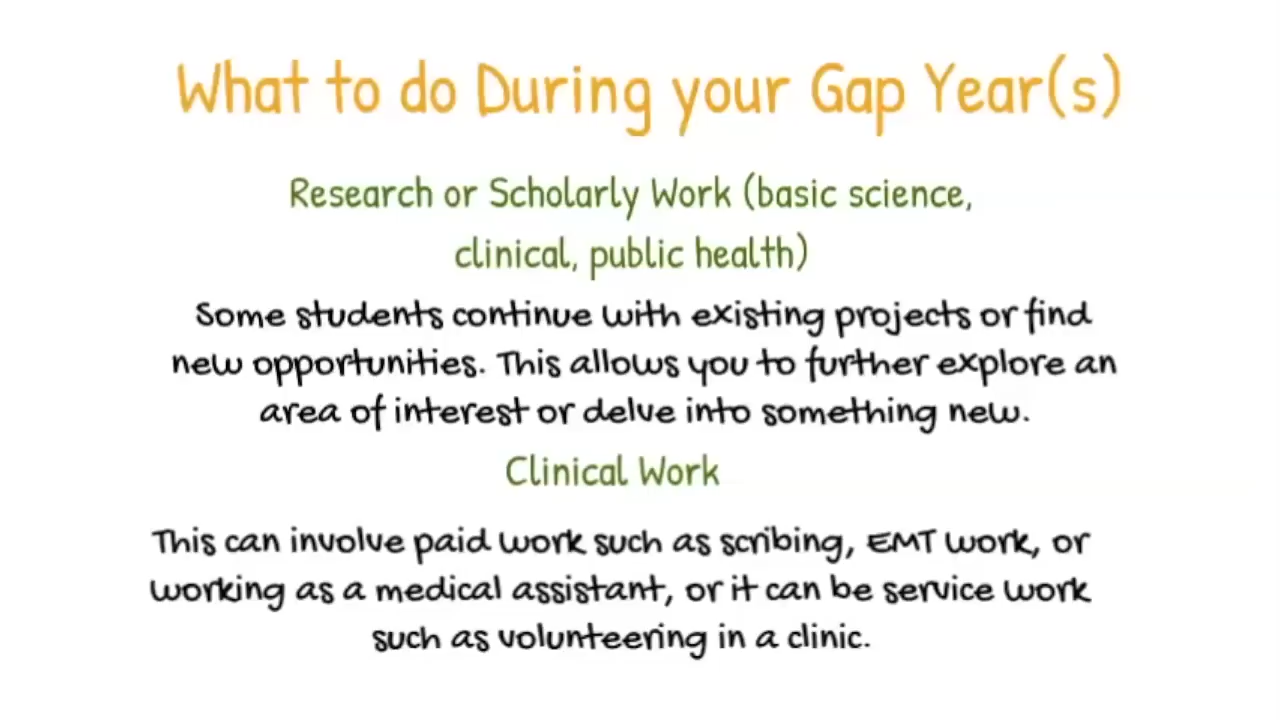 What to do During your Gap Year(s)
Research or Scholarly Work (basic science,
clinical, public health)
Some students continue with existing projects or find
new opportunities. This allows you to further explore an
area of interest or delve into something new.
Clinical Work
This can involve paid work such as scribing, EMT work, or
working as a medical assistant, or it can be service work
such as volunteering in a clinic.